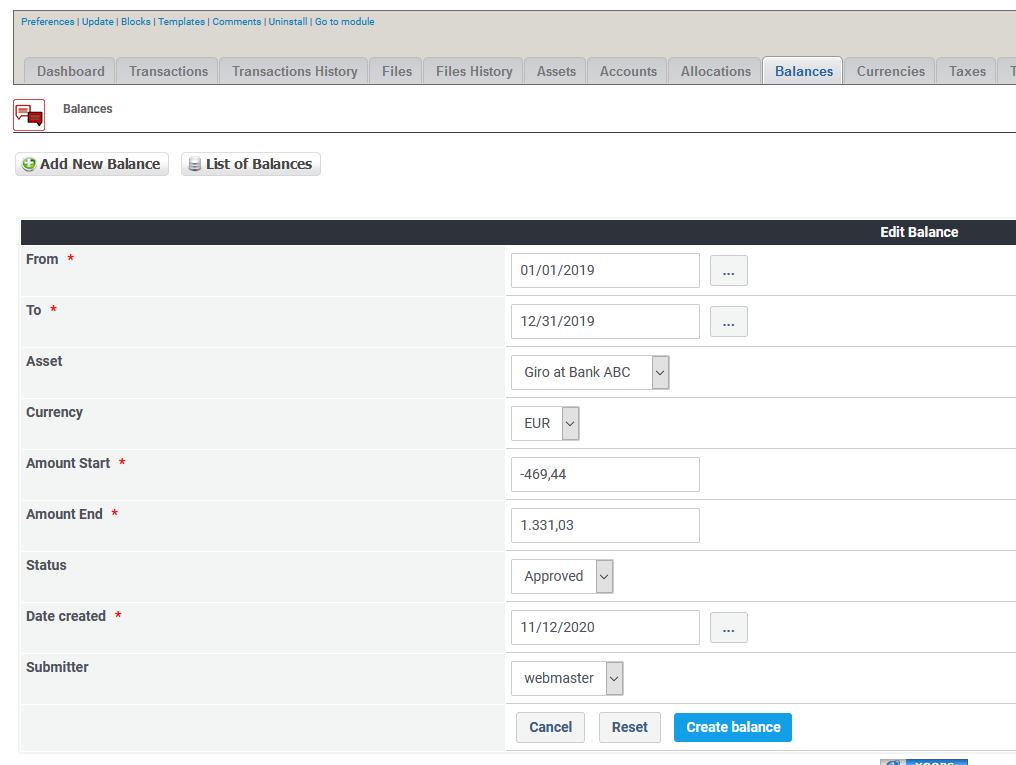 Preferences | Update | Blocks | Templates | Comments | Uninstall | Go to module
Dashboard Transactions Transactions History Files Files History Assets Accounts Allocations Balances Currencies Taxes
Balances
Add New Balance List of Balances
Edit Balance
From *
01/01/2019 ...
To *
12/31/2019 ...
Asset
Giro at Bank ABC
Currency
EUR
Amount Start *
-469,44
Amount End *
1.331,03
Status
Approved
Date created *
11/12/2020 ...
Submitter
webmaster
Cancel Reset Create balance